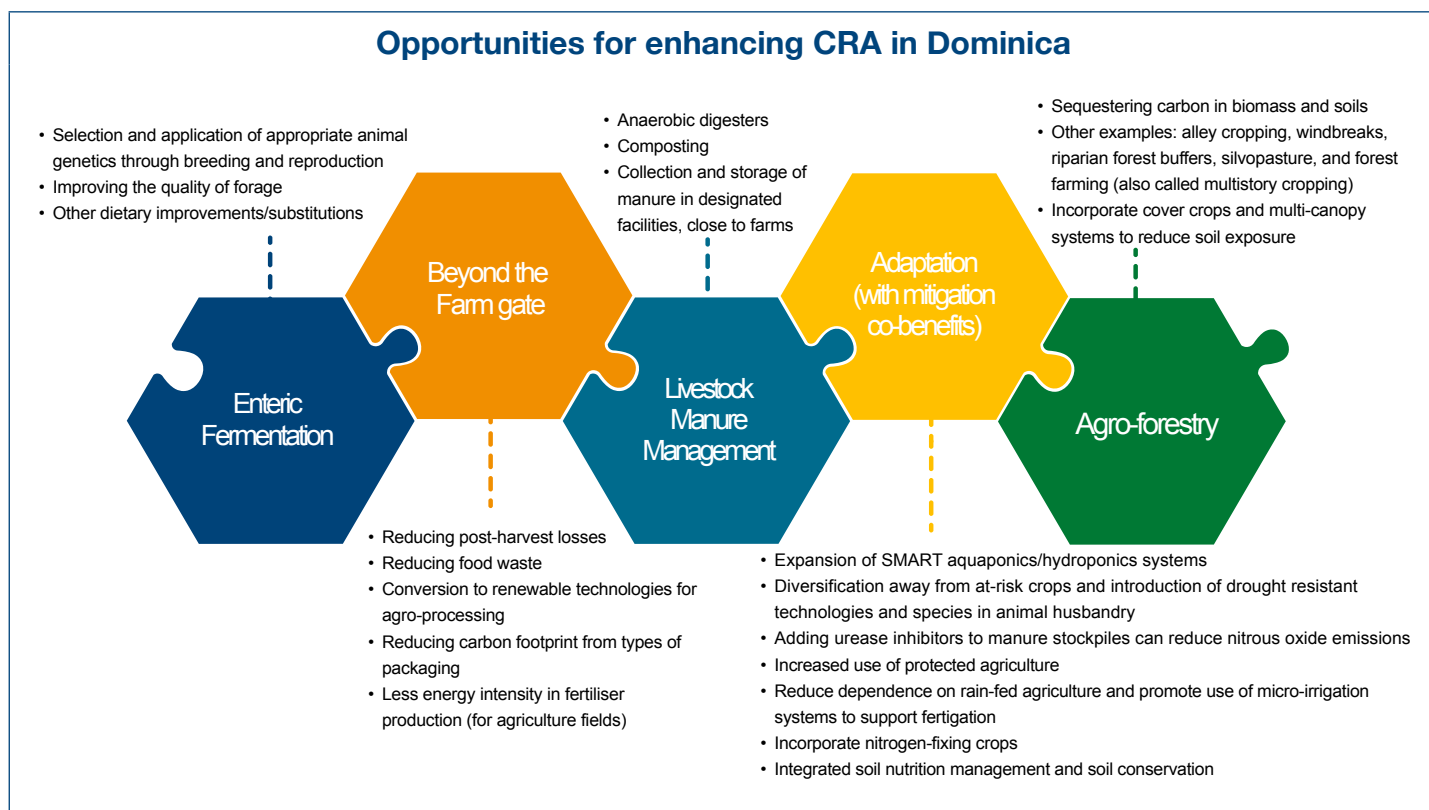 Opportunities for enhancing CRA in Dominica
• Selection and application of appropriate animal
genetics through breeding and reproduction
• Improving the quality of forage
• Other dietary improvements/substitutions
Enteric
Fermentation
Beyond the
Farm gate
• Reducing post-harvest losses
• Reducing food waste
• Conversion to renewable technologies for
agro-processing
• Reducing carbon footprint from types of
packaging
• Less energy intensity in fertiliser
production (for agriculture fields)
• Anaerobic digesters
• Composting
• Collection and storage of
manure in designated
facilities, close to farms
Livestock
Manure
Management
Adaptation
(with mitigation
co-benefits)
• Expansion of SMART aquaponics/hydroponics systems
• Diversification away from at-risk crops and introduction of drought resistant
technologies and species in animal husbandry
• Adding urease inhibitors to manure stockpiles can reduce nitrous oxide emissions
• Increased use of protected agriculture
• Reduce dependence on rain-fed agriculture and promote use of micro-irrigation
systems to support fertigation
• Incorporate nitrogen-fixing crops
• Integrated soil nutrition management and soil conservation
• Sequestering carbon in biomass and soils
• Other examples: alley cropping, windbreaks,
riparian forest buffers, silvopasture, and forest
farming (also called multistory cropping)
• Incorporate cover crops and multi-canopy
systems to reduce soil exposure
Agro-forestry